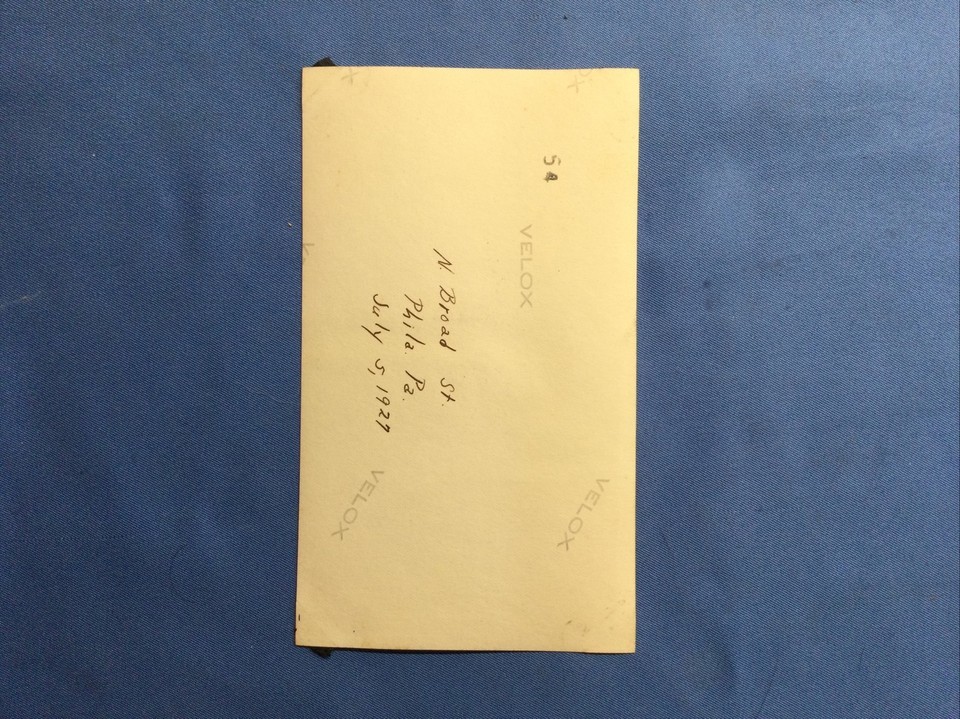 54
VELOX
N. Broad St.
Phila. Pa.
July 5, 1927
VELOX
VELOX